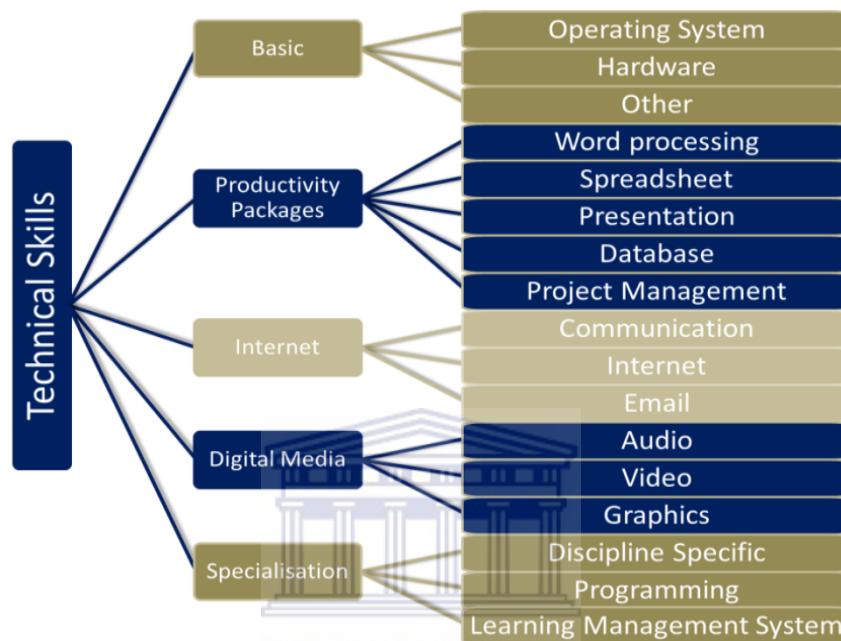 Technical Skills
Basic
Operating System
Hardware
Other
Productivity
Packages
Word processing
Spreadsheet
Presentation
Database
Project Management
Internet
Communication
Internet
Email
Digital Media
Audio
Video
Graphics
Specialisation
Discipline Specific
Programming
Learning Management System